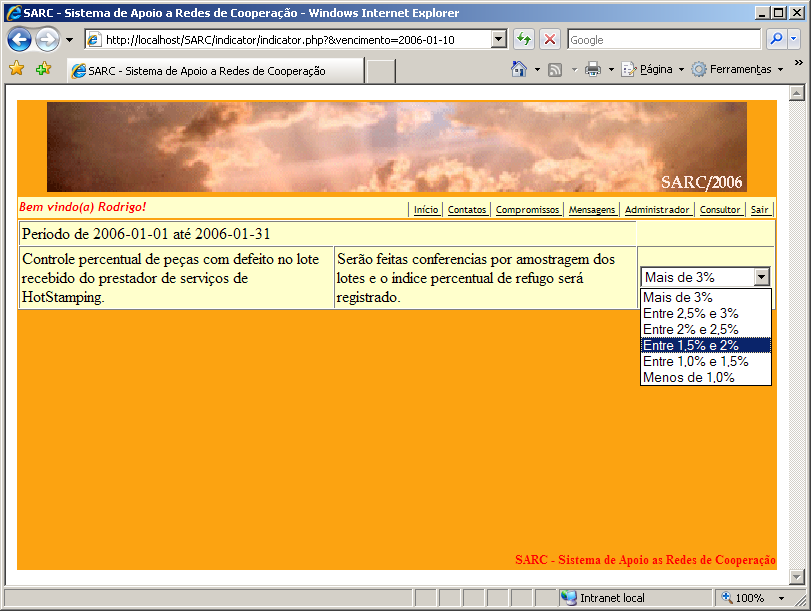 SARC - Sistema de Apoio a Redes de Cooperação - Windows Internet Explorer
http://localhost/SARC/indicator/indicator.php?&vencimento=2006-01-10
Google
SARC - Sistema de Apoio a Redes de Cooperação
Página
Ferramentas
SARC/2006
Bem vindo(a) Rodrigo!
Início Contatos Compromissos Mensagens Administrador Consultor Sair
Periodo de 2006-01-01 até 2006-01-31
Controle percentual de peças com defeito no lote
recebido do prestador de serviços de
HotStamping.
Serão feitas conferencias por amostragem dos
lotes e o indice percentual de refugo será
registrado.
Mais de 3%
Mais de 3%
Entre 2,5% e 3%
Entre 2% e 2,5%
Entre 1,5% e 2%
Entre 1,0% e 1,5%
Menos de 1,0%
SARC - Sistema de Apoio as Redes de Cooperação
Intranet local
100%